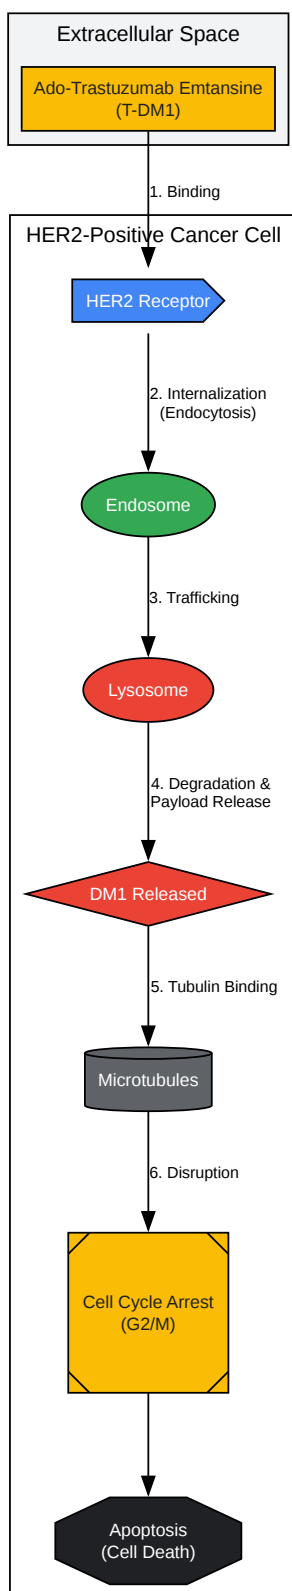 Extracellular Space
Ado-Trastuzumab Emtansine
(T-DM1)
1. Binding
HER2-Positive Cancer Cell
HER2 Receptor
2. Internalization
(Endocytosis)
Endosome
3. Trafficking
Lysosome
4. Degradation &
Payload Release
DM1 Released
5. Tubulin Binding
Microtubules
6. Disruption
Cell Cycle Arrest
(G2/M)
Apoptosis
(Cell Death)